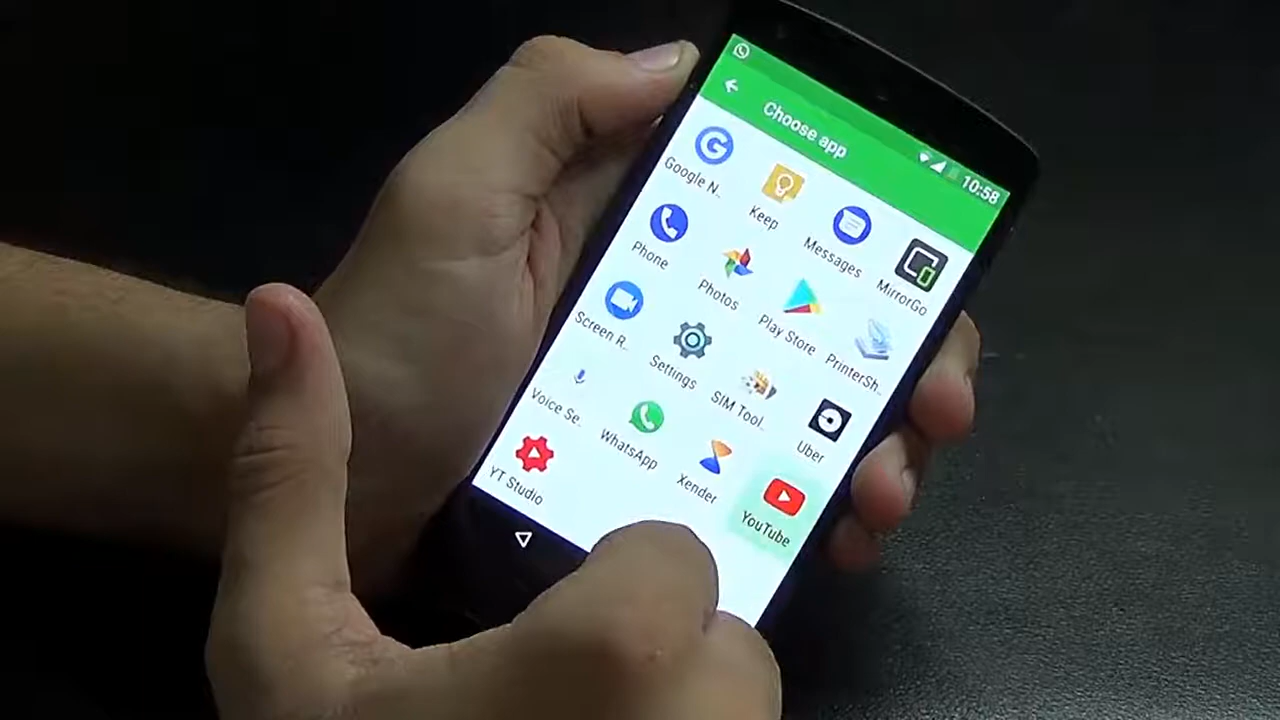 10:58
Choose app
Google N..
Keep
Messages
MirrorGo
Phone
Photos
Play Store
PrinterSh..
Screen R..
Settings
SIM Tool..
Uber
Voice Se..
WhatsApp
Xender
YouTube
YT Studio